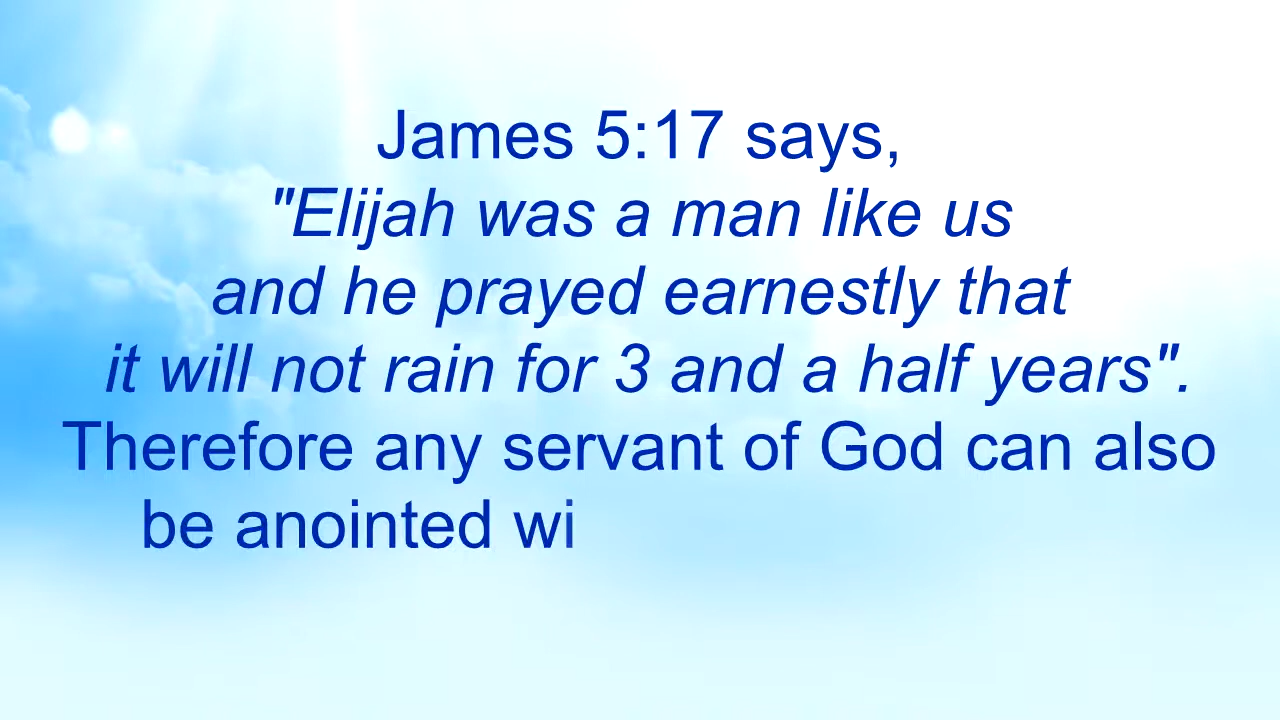 James 5:17 says,
"Elijah was a man like us
and he prayed earnestly that
it will not rain for 3 and a half years".
Therefore any servant of God can also
be anointed wi